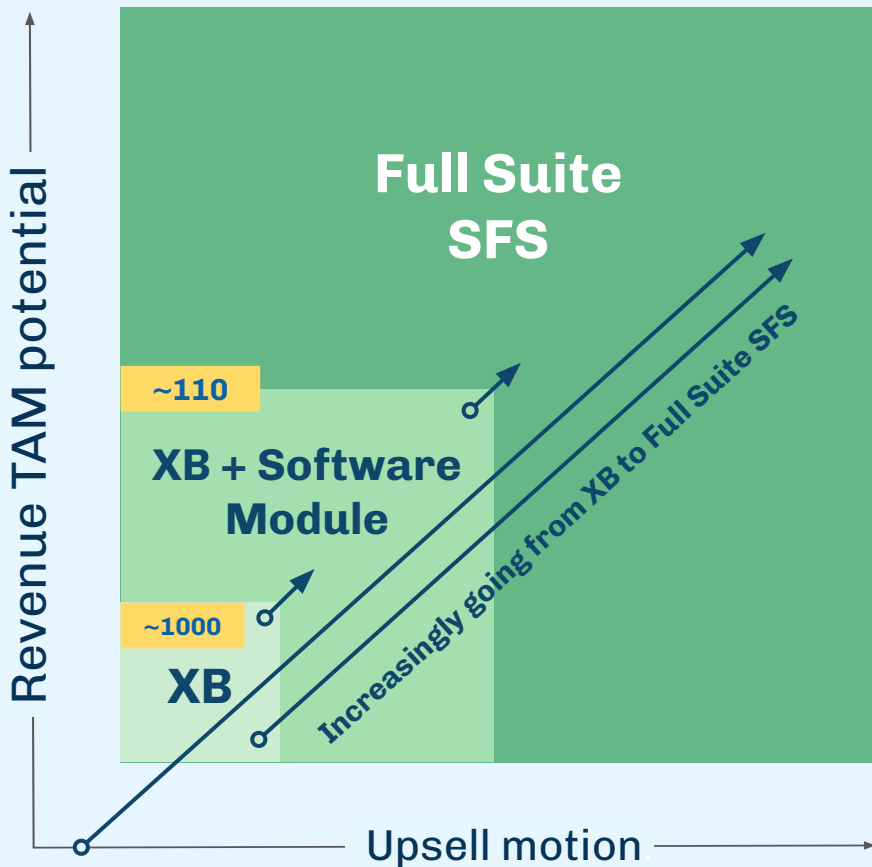 Revenue TAM potential
Full Suite
SFS
~110
XB + Software
Module
~1000
XB
Increasingly going from XB to Full Suite SFS
Upsell motion